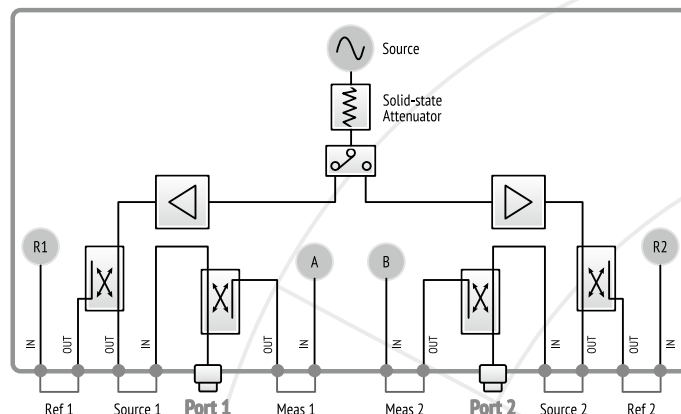 Source
Solid-state
Attenuator
R1
A
B
R2
IN
OUT
OUT
IN
OUT
IN
IN
OUT
IN
OUT
OUT
IN
Ref 1
Source 1
Port 1
Meas 1
Meas 2
Port 2
Source 2
Ref 2